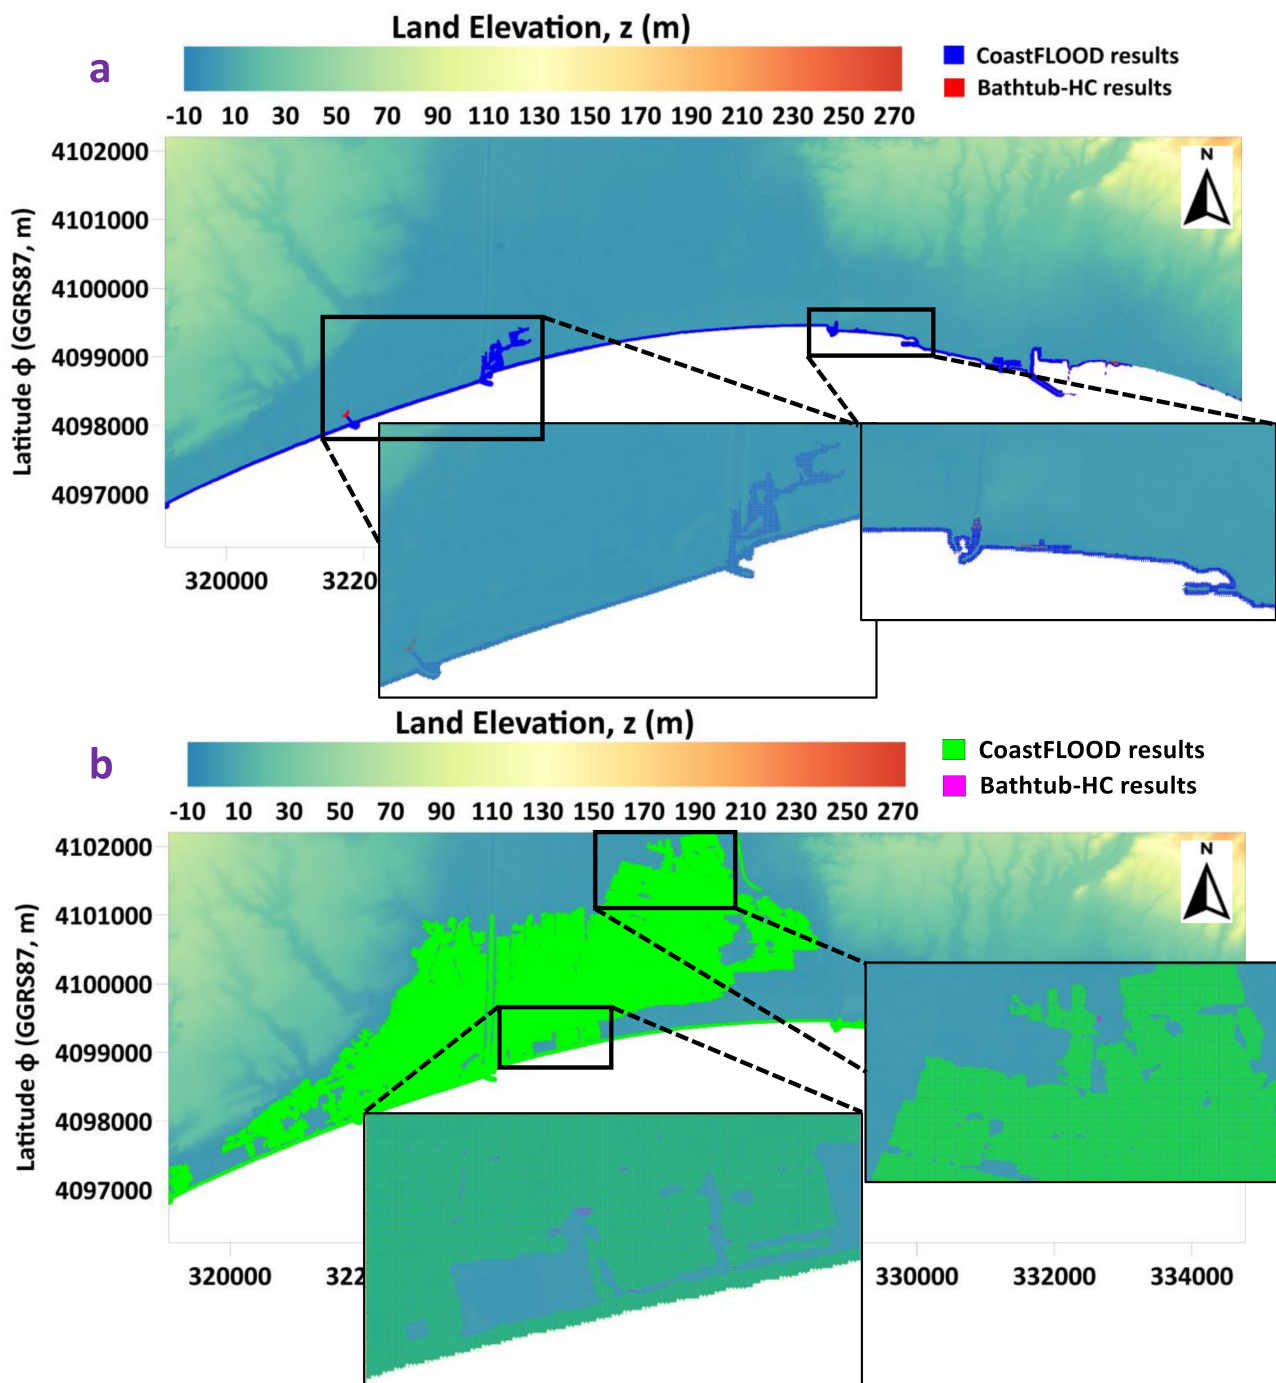 Land Elevation, z (m)
a
CoastFLOOD results
Bathtub-HC results
-10 10 30 50 70 90 110 130 150 170 190 210 230 250 270
N
Latitude ϕ (GGRS87, m)
4102000
4101000
4100000
4099000
4098000
4097000
320000 3220
Land Elevation, z (m)
b
CoastFLOOD results
Bathtub-HC results
-10 10 30 50 70 90 110 130 150 170 190 210 230 250 270
N
Latitude ϕ (GGRS87, m)
4102000
4101000
4100000
4099000
4098000
4097000
320000 322 330000 332000 334000